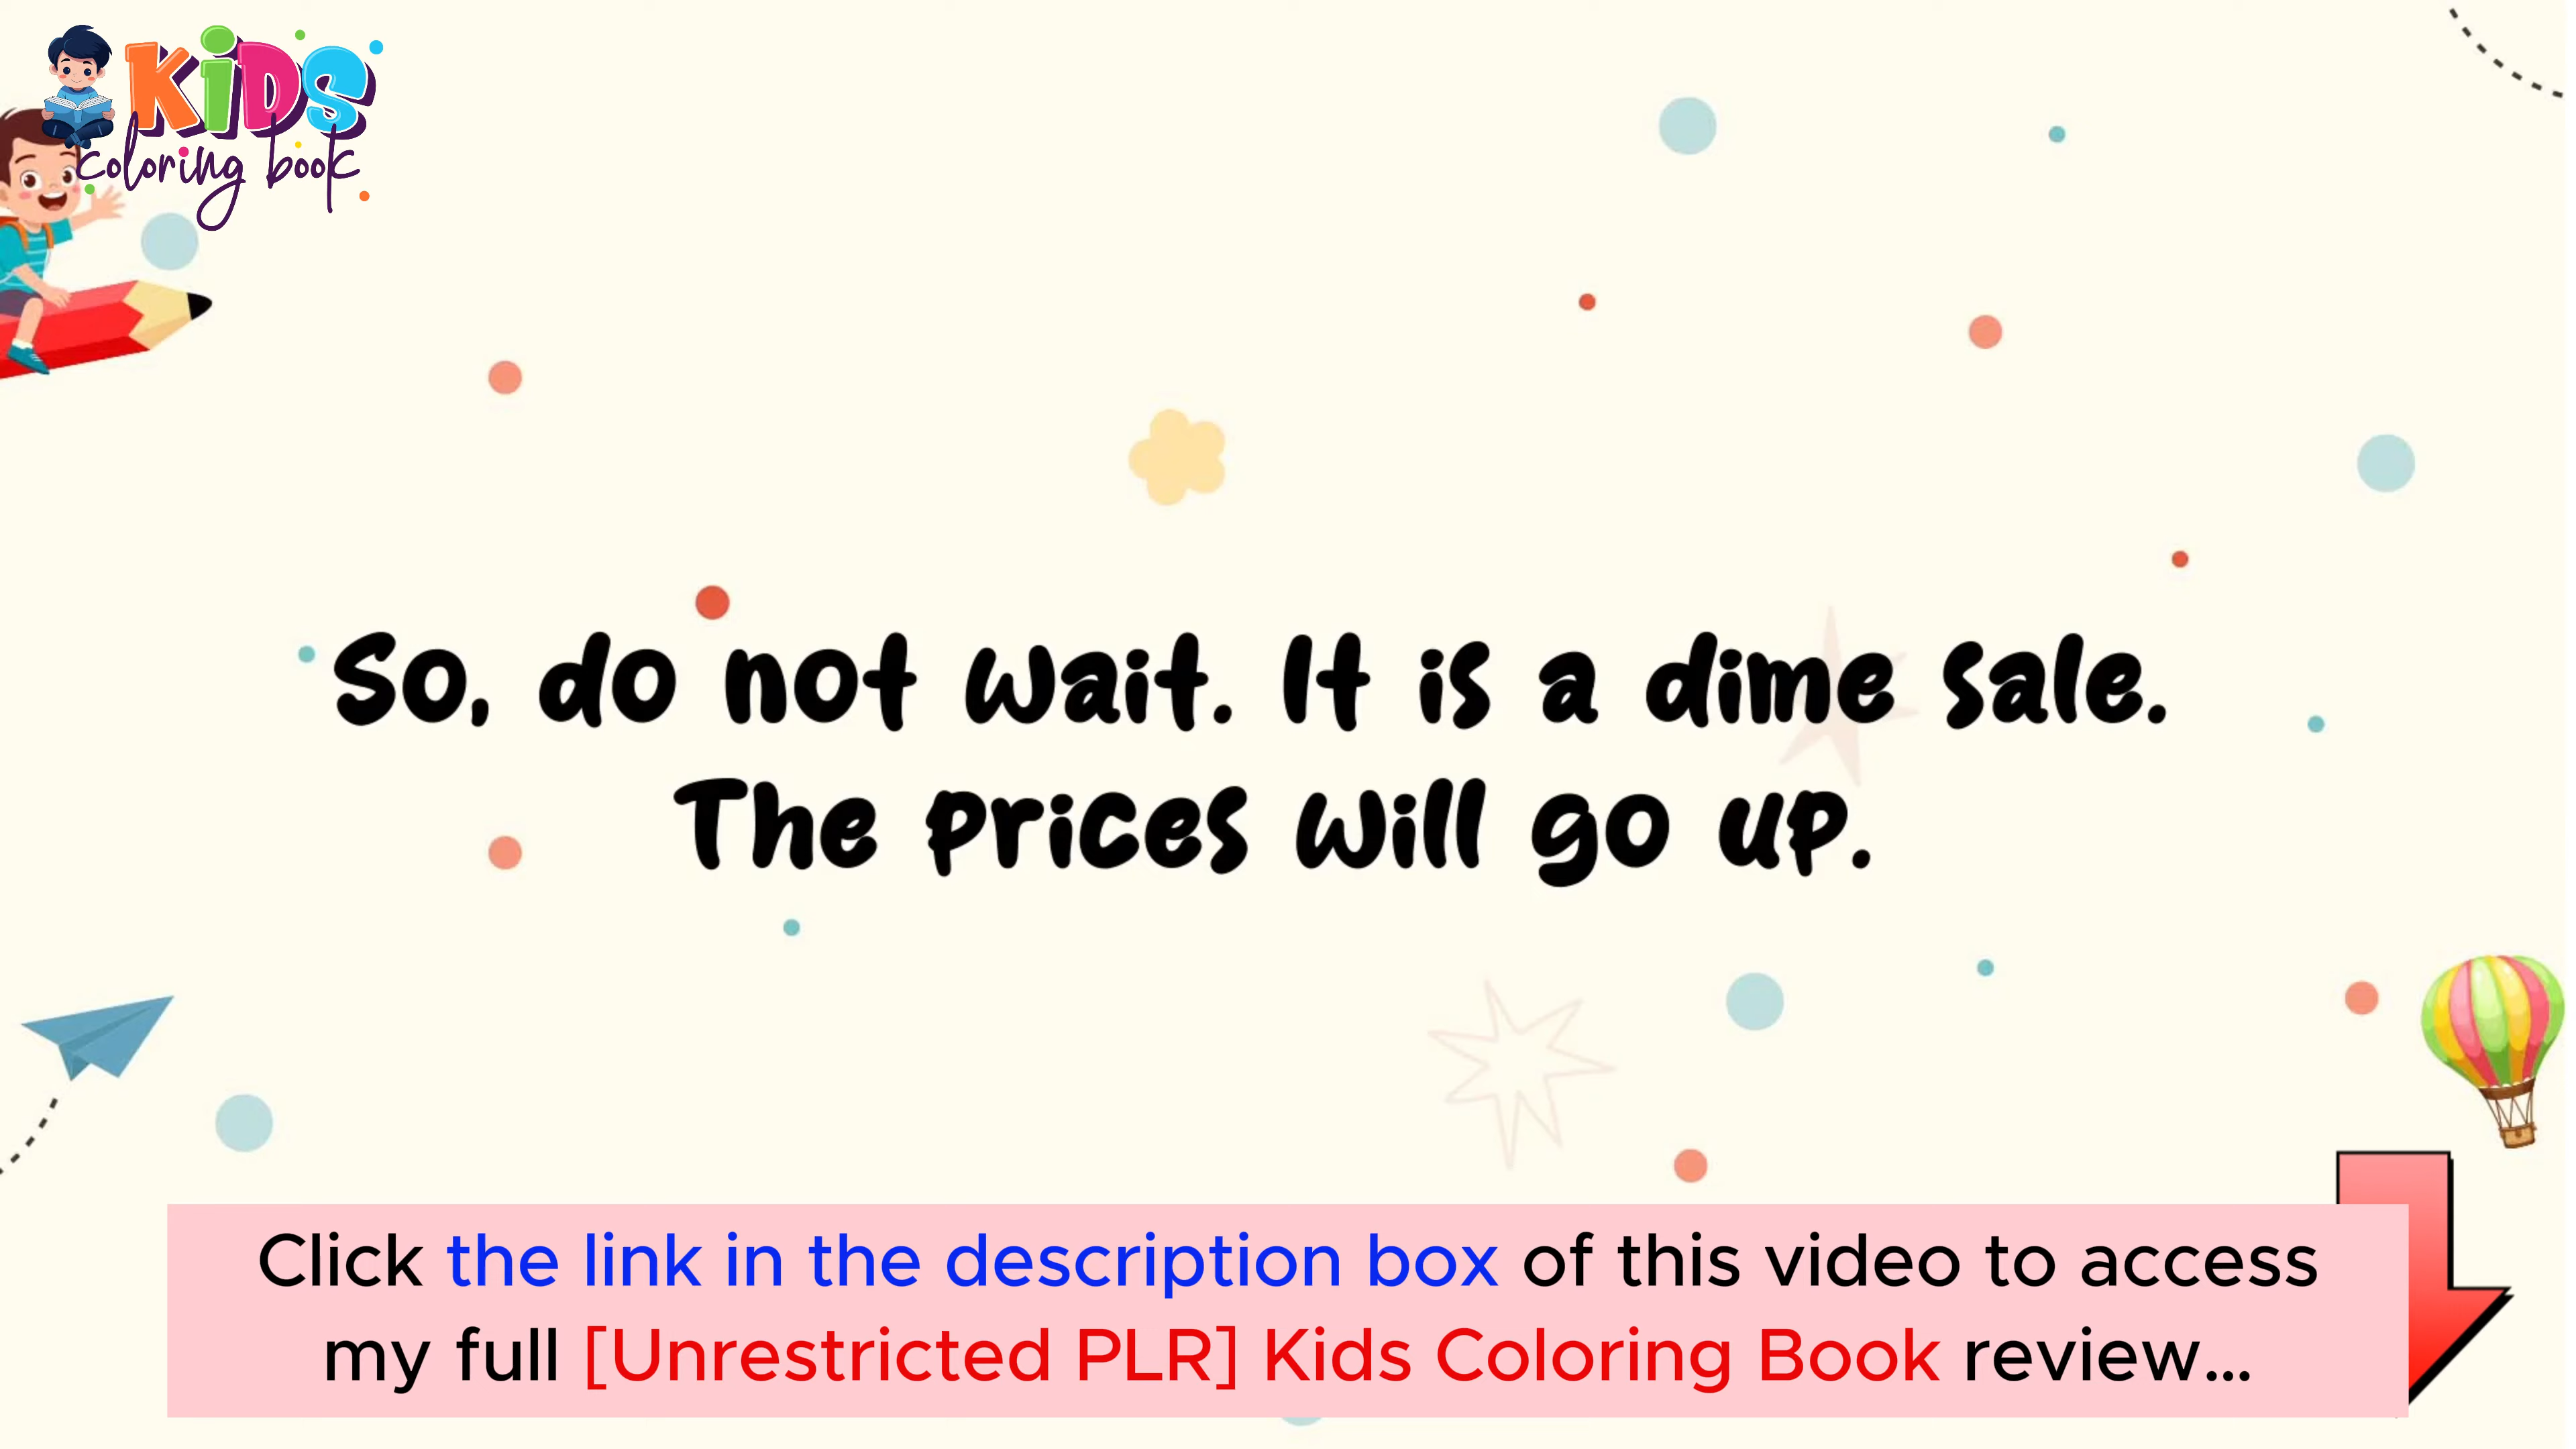 KiDS
coloring book
So, do not wait. It is a dime sale.
The prices will go up.
Click the link in the description box of this video to access
my full [Unrestricted PLR] Kids Coloring Book review...